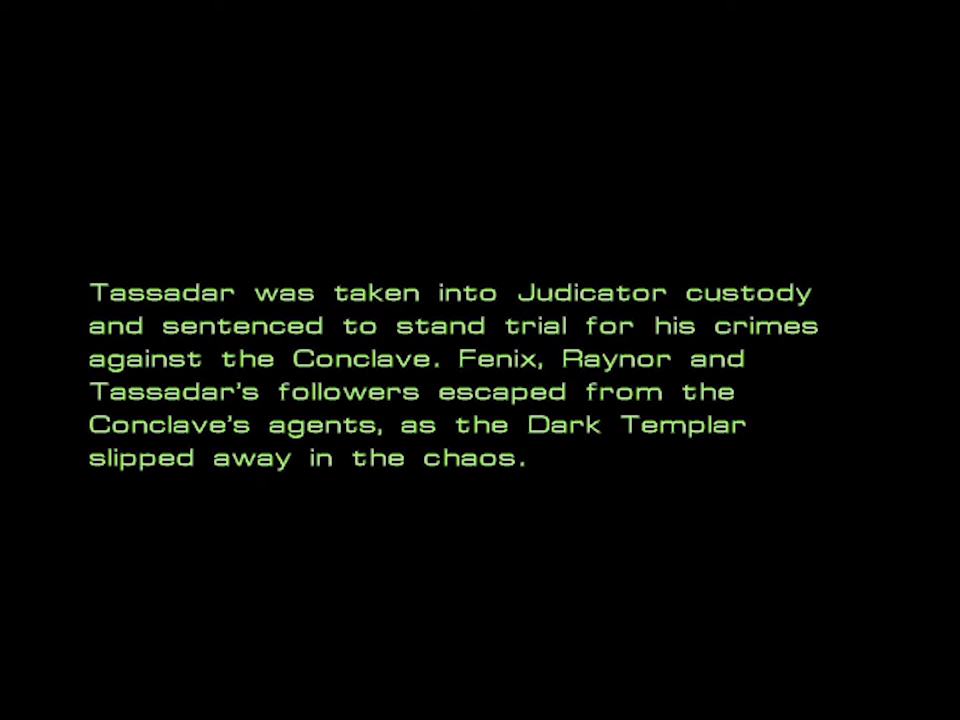 Tassadar was taken into Judicator custody
and sentenced to stand trial for his crimes
against the Conclave. Fenix, Raynor and
Tassadar's followers escaped from the
Conclave's agents, as the Dark Templar
slipped away in the chaos.